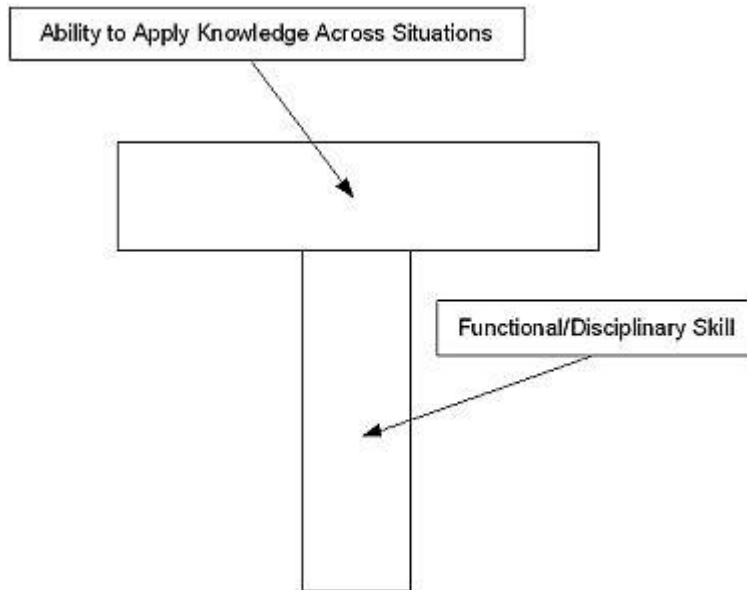 Ability to Apply Knowledge Across Situations
Functional/Disciplinary Skill